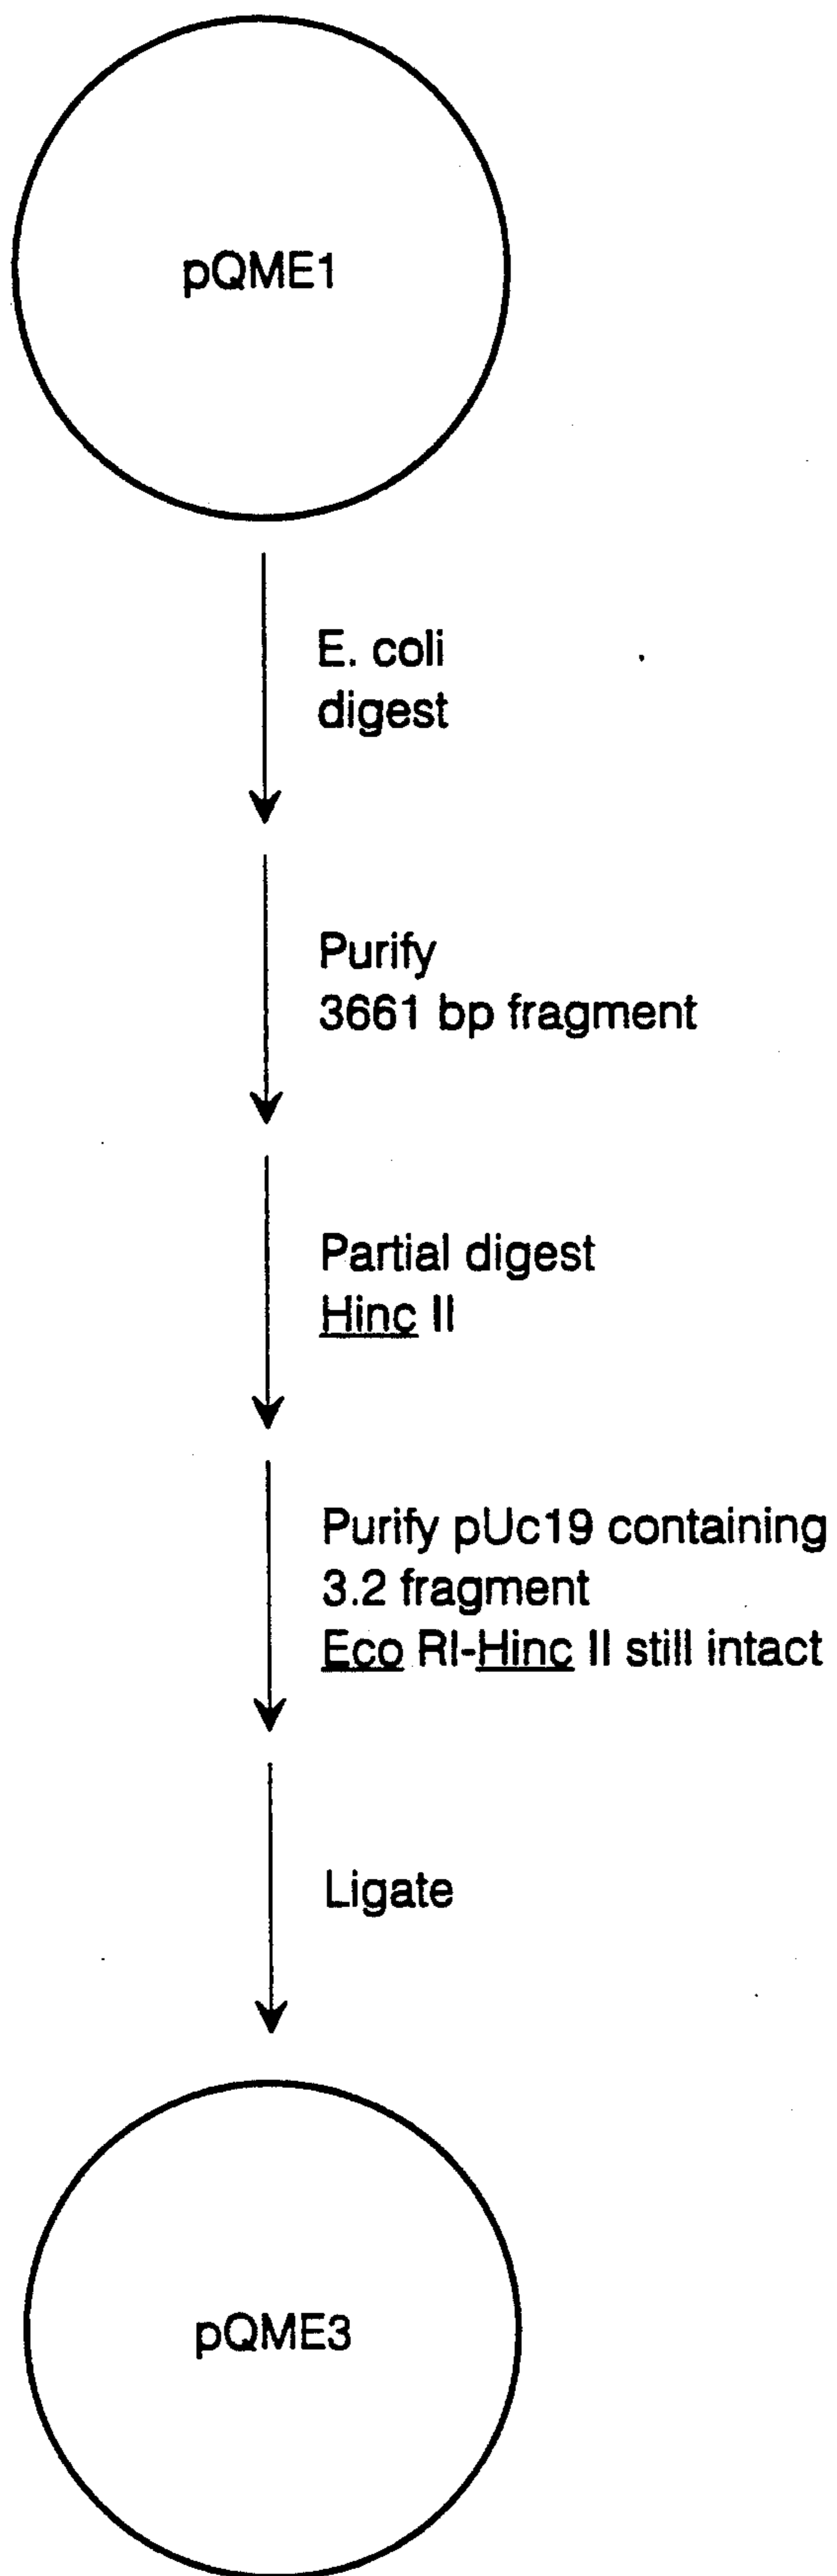 pQME1
E. coli
digest
Purify
3661 bp fragment
Partial digest
Hinc II
Purify pUc19 containing
3.2 fragment
Eco RI-Hinc II still intact
Ligate
pQME3